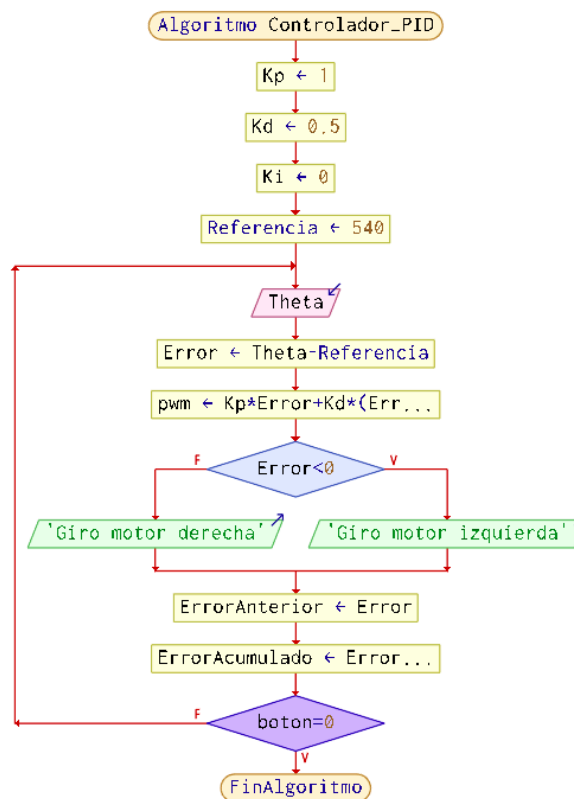 Algoritmo Controlador_PID
Kp ← 1
Kd ← 0.5
Ki ← 0
Referencia ← 540
Theta
Error ← Theta-Referencia
pwm ← Kp*Error+Kd*(Err...
Error<0
F
V
'Giro motor derecha'
'Giro motor izquierda'
ErrorAnterior ← Error
ErrorAcumulado ← Error...
boton=0
F
V
FinAlgoritmo